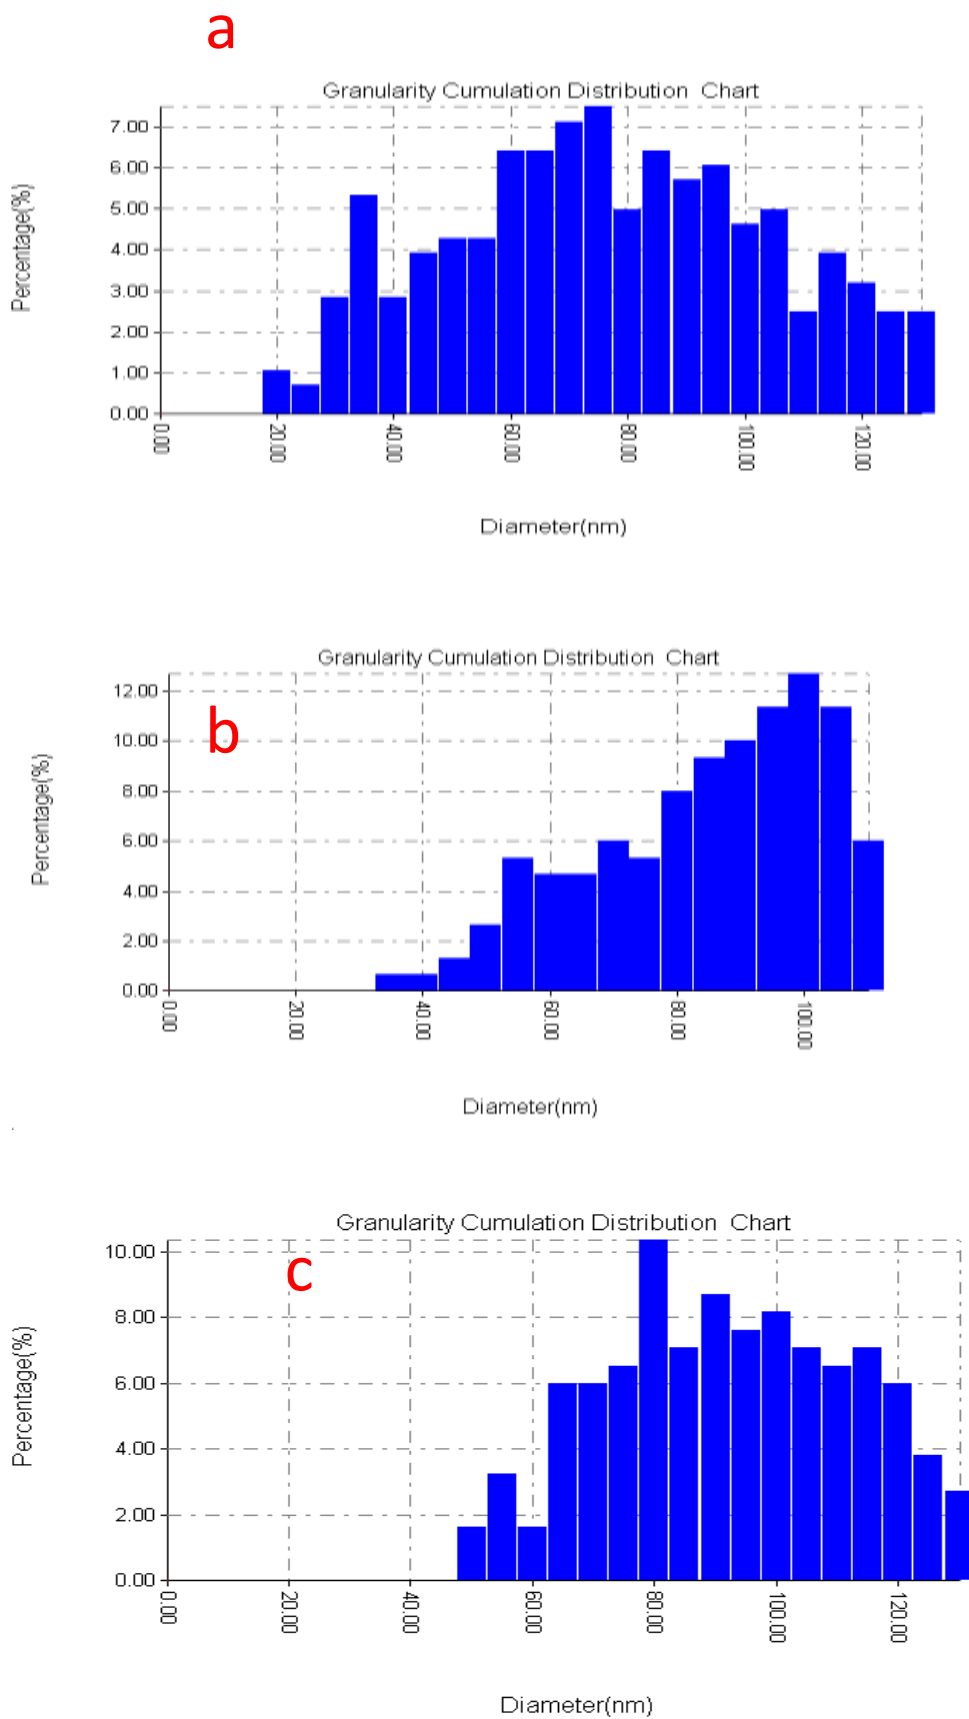 a
Granularity Cumulation Distribution Chart
Percentage(%)
7.00
6.00
5.00
4.00
3.00
2.00
1.00
0.00
0.00 20.00 40.00 60.00 80.00 100.00 120.00
Diameter(nm)
Granularity Cumulation Distribution Chart
b
Percentage(%)
12.00
10.00
8.00
6.00
4.00
2.00
0.00
0.00 20.00 40.00 60.00 80.00 100.00
Diameter(nm)
Granularity Cumulation Distribution Chart
c
Percentage(%)
10.00
8.00
6.00
4.00
2.00
0.00
0.00 20.00 40.00 60.00 80.00 100.00 120.00
Diameter(nm)